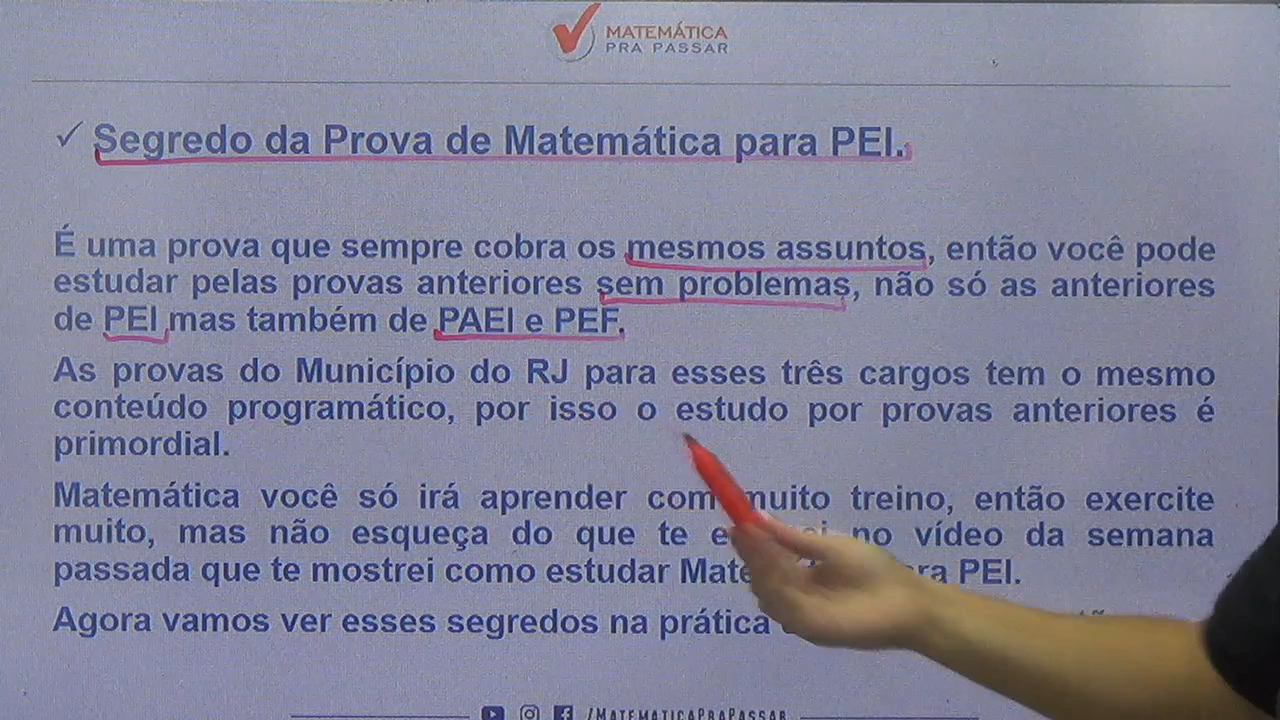 MATEMÁTICA
PRA PASSAR
✓ Segredo da Prova de Matemática para PEI.
É uma prova que sempre cobra os mesmos assuntos, então você pode
estudar pelas provas anteriores sem problemas, não só as anteriores
de PEI mas também de PAEI e PEF.
As provas do Município do RJ para esses três cargos tem o mesmo
conteúdo programático, por isso o estudo por provas anteriores é
primordial.
Matemática você só irá aprender com muito treino, então exercite
muito, mas não esqueça do que te no vídeo da semana
passada que te mostrei como estudar PEI.
Agora vamos ver esses segredos na prática
/MATEMATICAPRAPASSAR